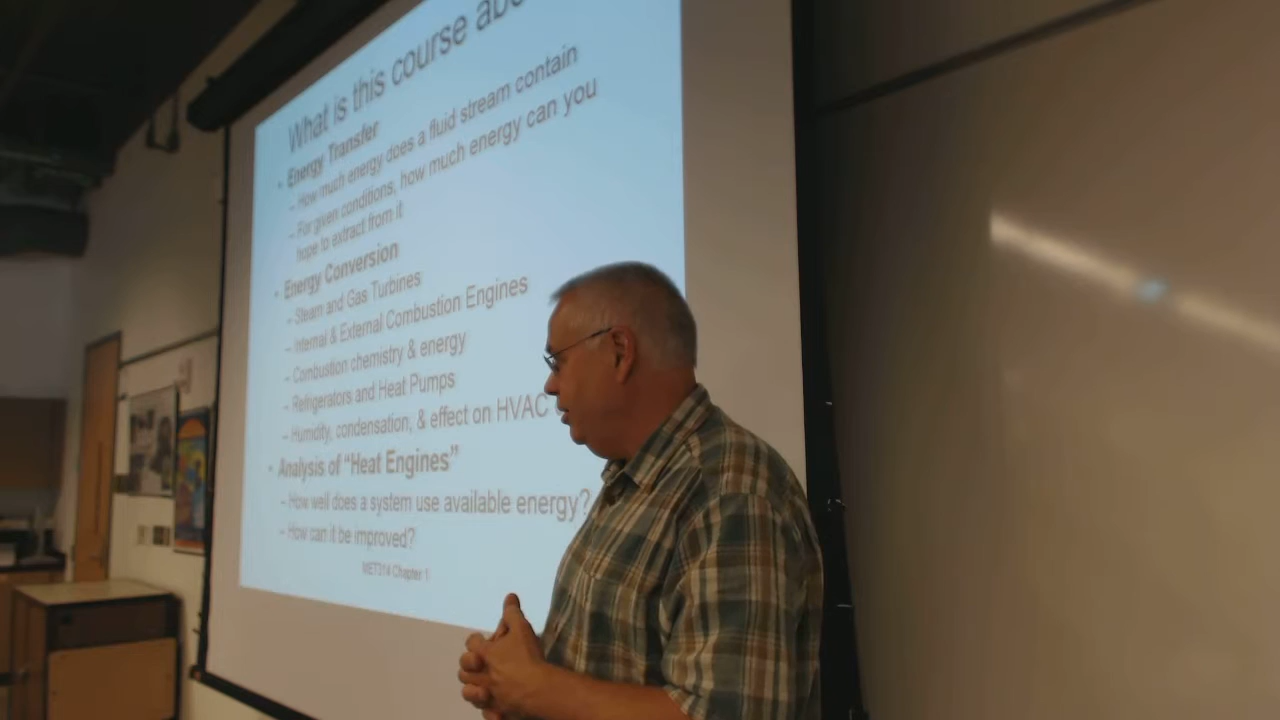 What is this course abo
• Energy Transfer
– How much energy does a fluid stream contain
– For given conditions, how much energy can you
hope to extract from it
• Energy Conversion
– Steam and Gas Turbines
– Internal & External Combustion Engines
– Combustion chemistry & energy
– Refrigerators and Heat Pumps
– Humidity, condensation, & effect on HVAC
• Analysis of “Heat Engines”
– How well does a system use available energy?
– How can it be improved?
MET314 Chapter 1